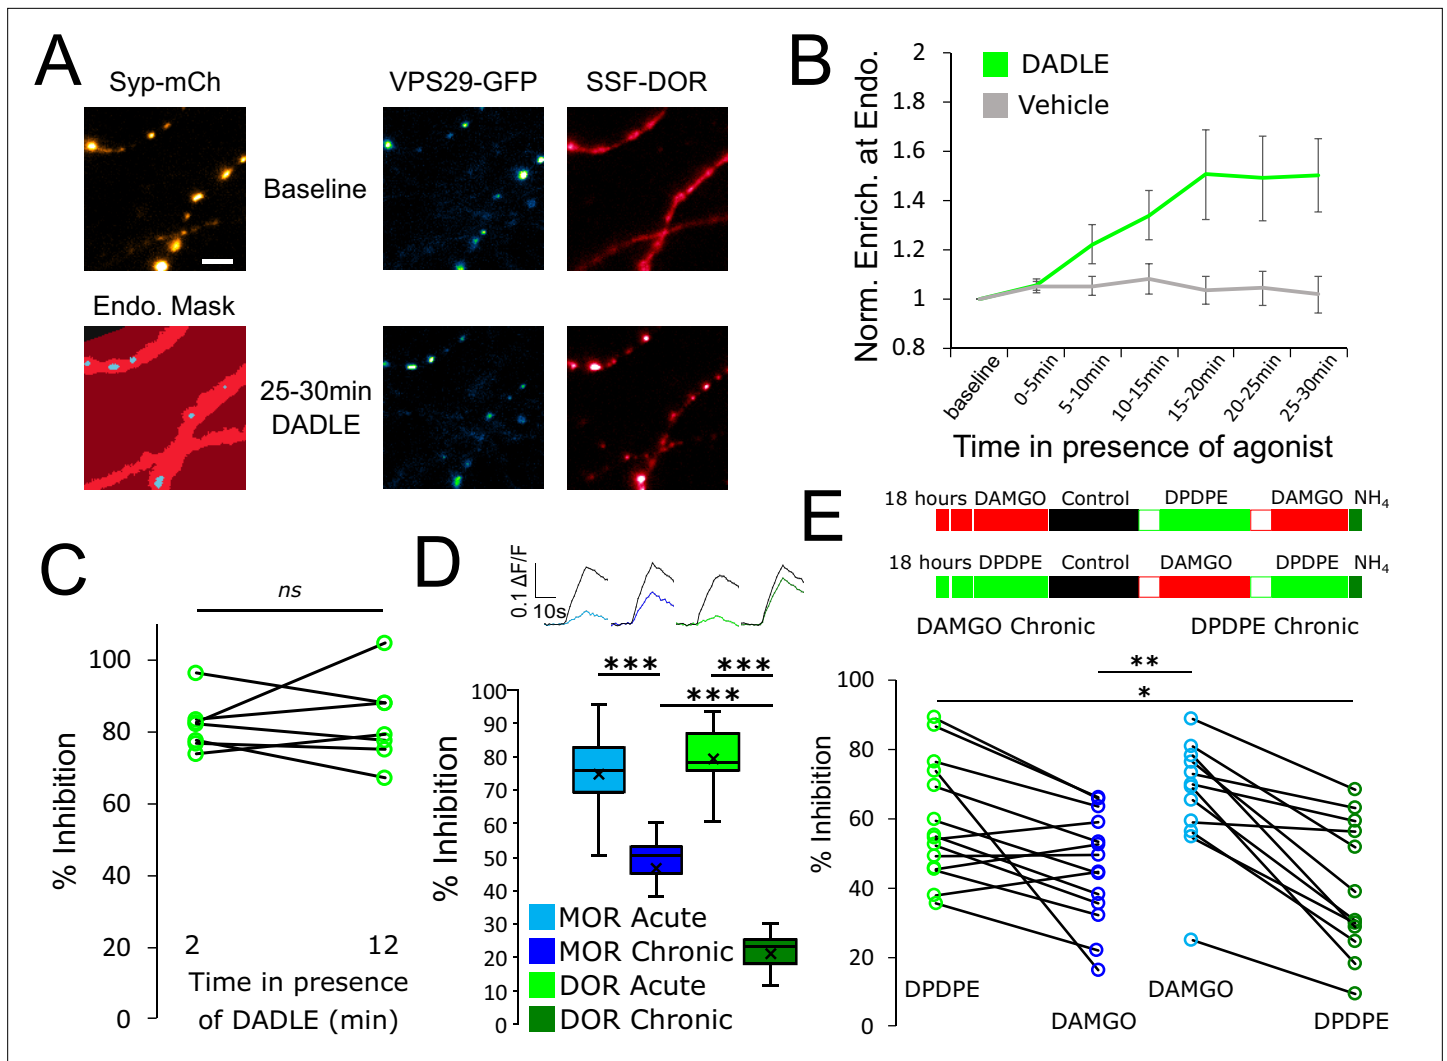 A
Syp-mCh
VPS29-GFP
SSF-DOR
Baseline
Endo. Mask
25-30min
DADLE
B
DADLE
Vehicle
Norm. Enrich. at Endo.
2
1.8
1.6
1.4
1.2
1
0.8
baseline
0-5min
5-10min
10-15min
15-20min
20-25min
25-30min
Time in presence of agonist
C
ns
% Inhibition
100
80
60
40
20
0
2
12
Time in presence
of DADLE (min)
D
0.1 ΔF/F
10s
***
***
***
% Inhibition
100
90
80
70
60
50
40
30
20
10
0
MOR Acute
MOR Chronic
DOR Acute
DOR Chronic
E
18 hours DAMGO Control DPDPE DAMGO NH4
18 hours DPDPE Control DAMGO DPDPE NH4
DAMGO Chronic
DPDPE Chronic
**
*
% Inhibition
100
80
60
40
20
0
DPDPE
DAMGO
DAMGO
DPDPE